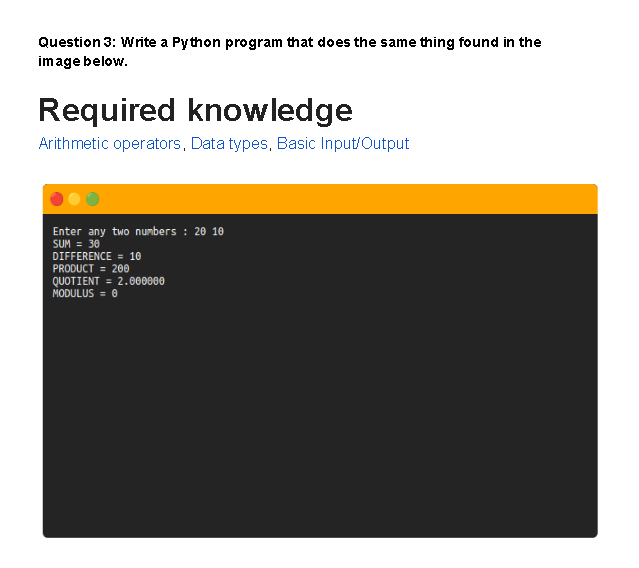 Question 3: Write a Python program that does the same thing found in the
image below.
Required knowledge
Arithmetic operators, Data types, Basic Input/Output
Enter any two numbers : 20 10
SUM = 30
DIFFERENCE = 10
PRODUCT = 200
QUOTIENT = 2.000000
MODULUS = 0